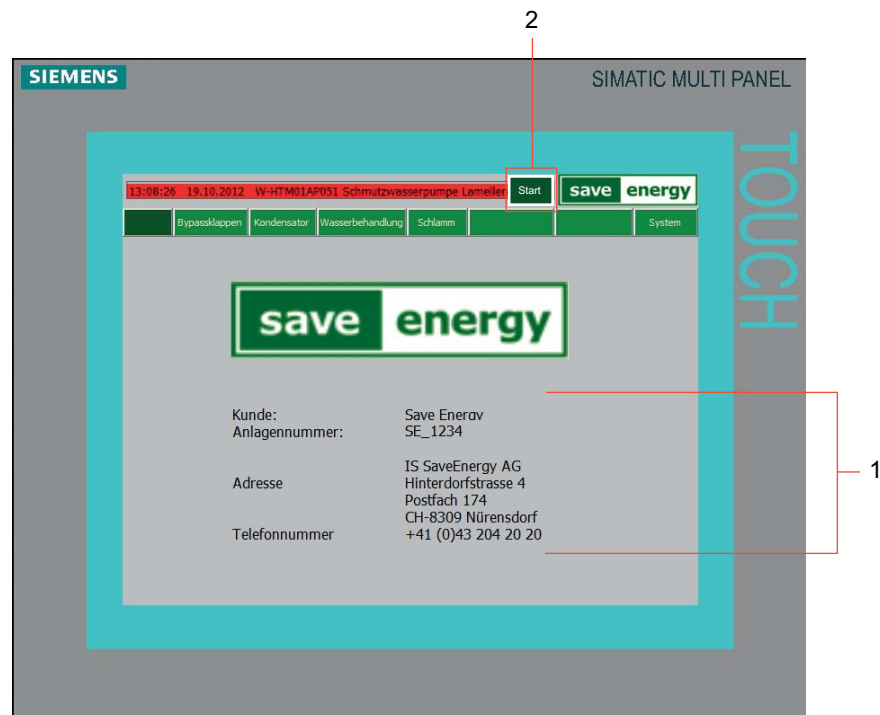 2
SIEMENS
SIMATIC MULTI PANEL
TOUCH
13:08:26 19.10.2012 W-HTM01AP051 Schmutzwasserpumpe Lameller
Start
save energy
Bypassklappen Kondensator Wasserbehandlung Schlamm System
save energy
Kunde: Save Energy
Anlagennummer: SE_1234
IS SaveEnergy AG
Adresse Hinterdorfstrasse 4
Postfach 174
CH-8309 Nürensdorf
Telefonnummer +41 (0)43 204 20 20
1